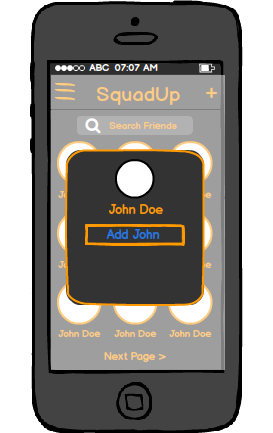 ABC 07:07 AM
SquadUp +
Search Friends
John Doe
Add John
John Doe John Doe John Doe
Next Page >